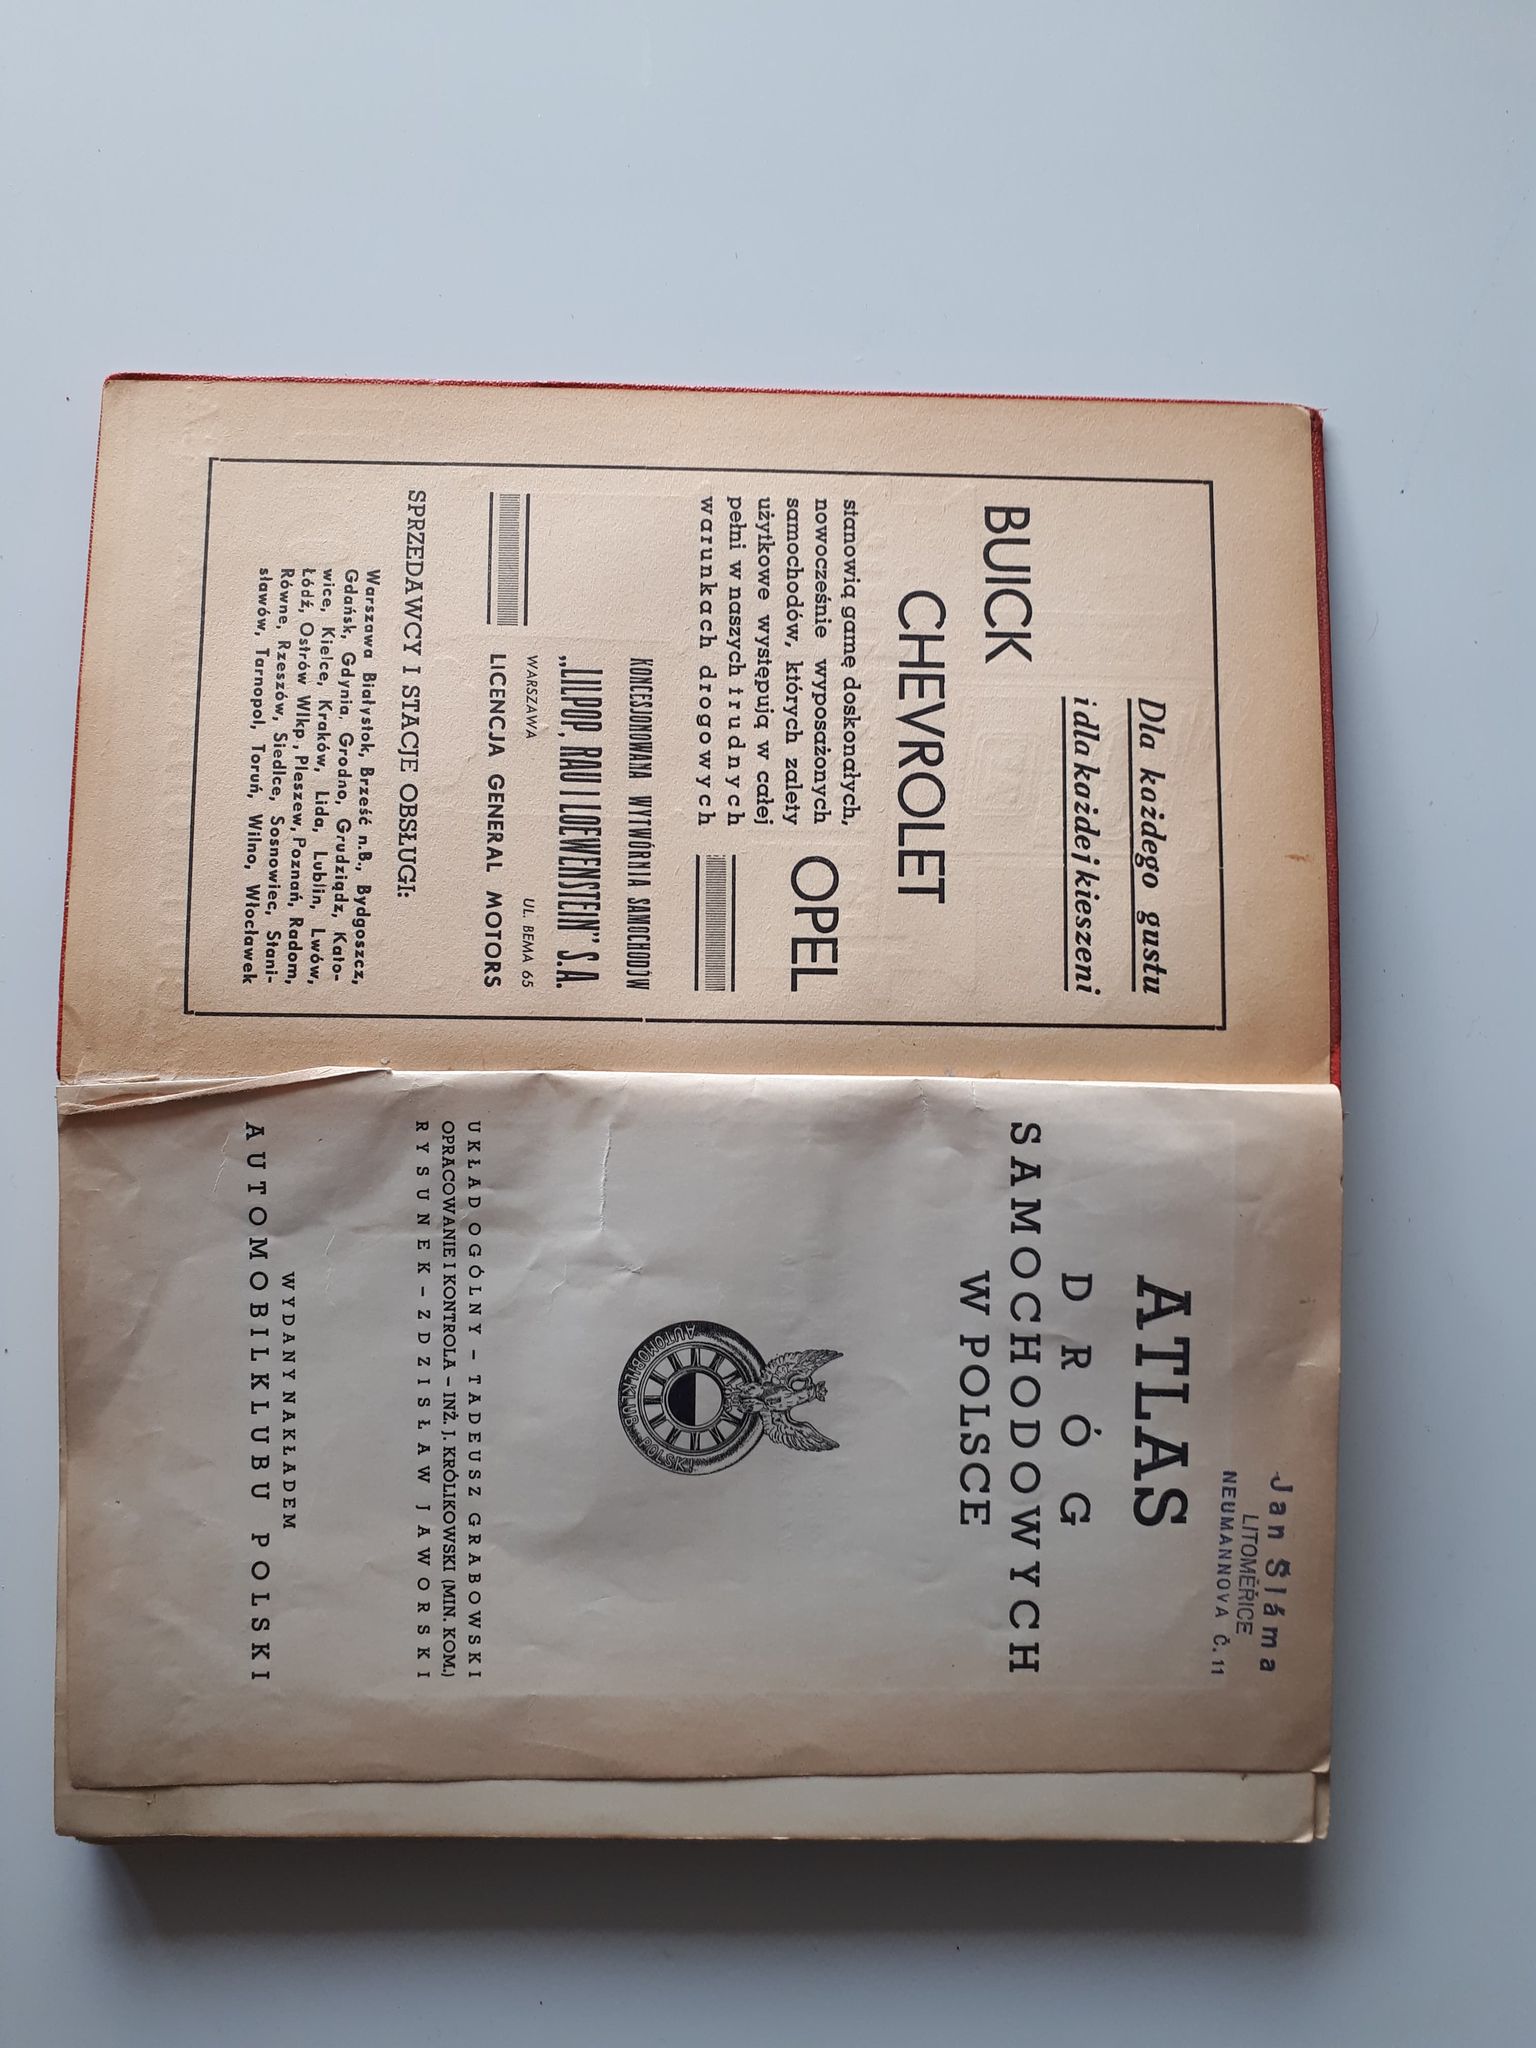 Dla każdego gustu
i dla każdej kieszeni
BUICK
CHEVROLET
OPEL
stanowią gamę doskonałych,
nowocześnie wyposażonych
samochodów, których zalety
użytkowe występują w całej
pełni w naszych trudnych
warunkach drogowych
KONCESJONOWANA WYTWÓRNIA SAMOCHODÓW
„LILPOP, RAU I LOEWENSTEIN" S.A.
WARSZAWA UL. BEMA 65
LICENCJA GENERAL MOTORS
SPRZEDAWCY I STACJE OBSŁUGI:
Warszawa Białystok, Brześć n.B., Bydgoszcz,
Gdańsk, Gdynia, Grodno, Grudziądz, Kato-
wice, Kielce, Kraków, Lida, Lublin, Lwów,
Łódź, Ostrów Wlkp., Pleszew, Poznań, Radom,
Równe, Rzeszów, Siedlce, Sosnowiec, Stani-
sławów, Tarnopol, Toruń, Wilno, Włocławek
Jan Sláma
LITOMĚŘICE
NEUMANNOVA Č. 11
ATLAS
DRÓG
SAMOCHODOWYCH
W POLSCE
AUTOMOBILKLUB POLSKI
UKŁAD OGÓLNY – TADEUSZ GRABOWSKI
OPRACOWANIE I KONTROLA – INŻ. J. KRÓLIKOWSKI (MIN. KOM.)
RYSUNEK – ZDZISŁAW JAWORSKI
WYDANY NAKŁADEM
AUTOMOBILKLUBU POLSKI